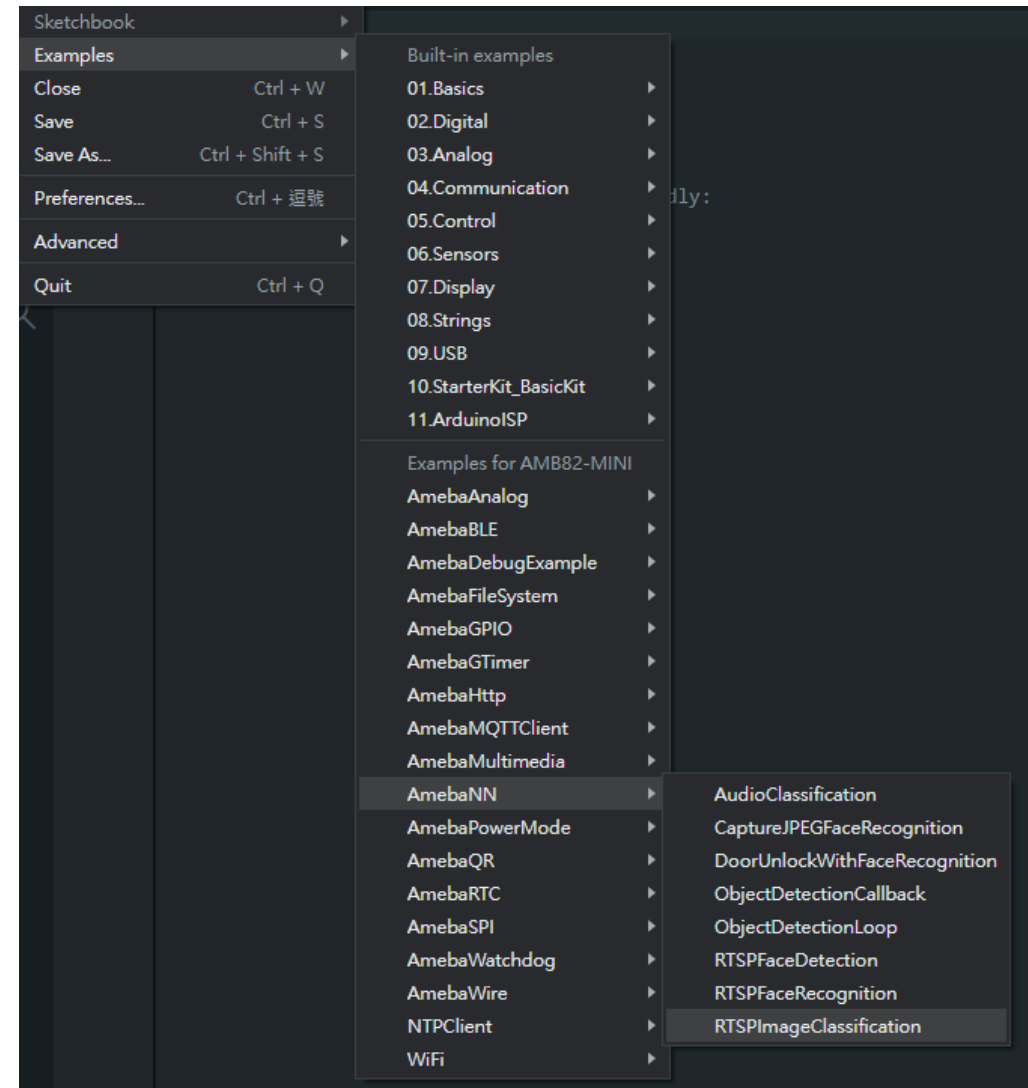 Sketchbook
Examples
Close Ctrl + W
Save Ctrl + S
Save As... Ctrl + Shift + S
Preferences... Ctrl + 逗號
Advanced
Quit Ctrl + Q
Built-in examples
01.Basics
02.Digital
03.Analog
04.Communication
05.Control
06.Sensors
07.Display
08.Strings
09.USB
10.StarterKit_BasicKit
11.ArduinoISP
Examples for AMB82-MINI
AmebaAnalog
AmebaBLE
AmebaDebugExample
AmebaFileSystem
AmebaGPIO
AmebaGTimer
AmebaHttp
AmebaMQTTClient
AmebaMultimedia
AmebaNN
AmebaPowerMode
AmebaQR
AmebaRTC
AmebaSPI
AmebaWatchdog
AmebaWire
NTPClient
WiFi
AudioClassification
CaptureJPEGFaceRecognition
DoorUnlockWithFaceRecognition
ObjectDetectionCallback
ObjectDetectionLoop
RTSPFaceDetection
RTSPFaceRecognition
RTSPImageClassification
dly: